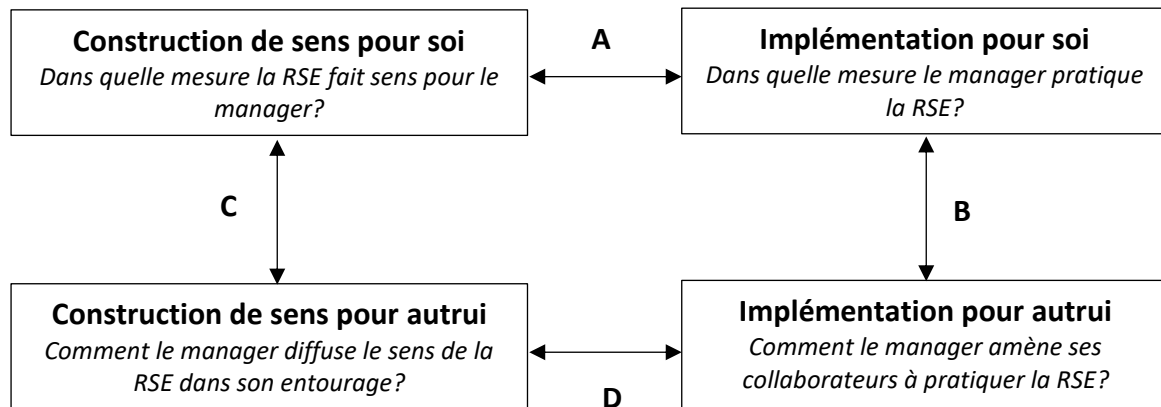 Construction de sens pour soi
Dans quelle mesure la RSE fait sens pour le
manager?
A
Implémentation pour soi
Dans quelle mesure le manager pratique
la RSE?
C
B
Construction de sens pour autrui
Comment le manager diffuse le sens de la
RSE dans son entourage?
Implémentation pour autrui
Comment le manager amène ses
collaborateurs à pratiquer la RSE?
D